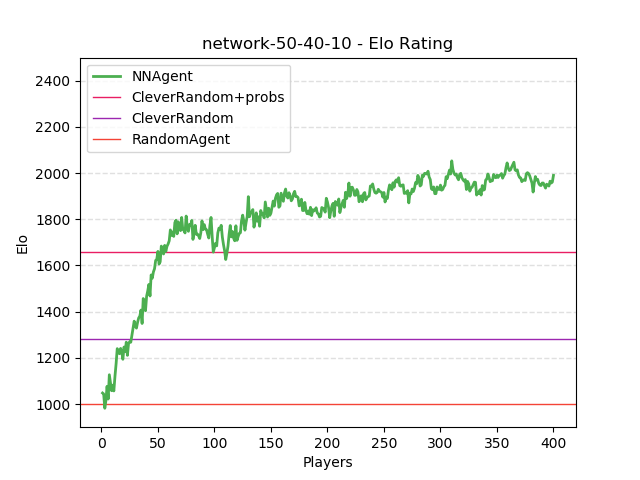 network-50-40-10 - Elo Rating
NNAgent
CleverRandom+probs
CleverRandom
RandomAgent
2400
2200
2000
1800
1600
1400
1200
1000
Elo
0 50 100 150 200 250 300 350 400
Players